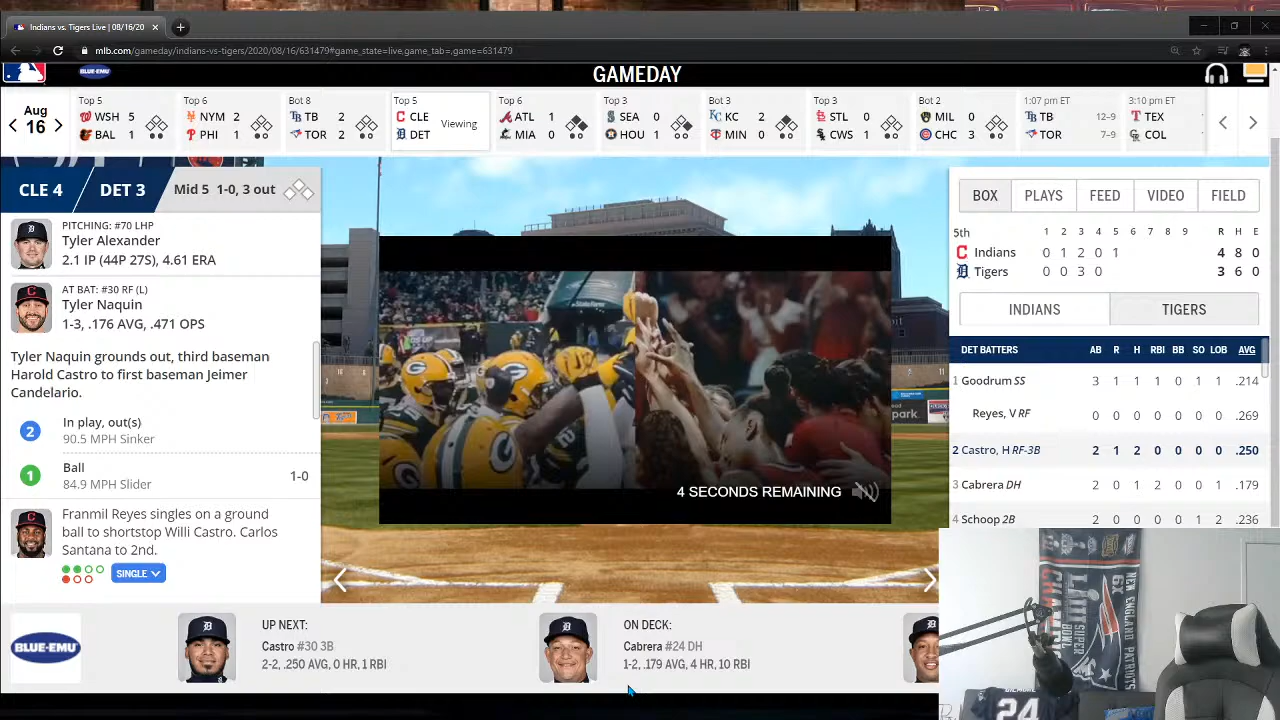 Indians vs. Tigers Live | 08/16/20
mlb.com/gameday/indians-vs-tigers/2020/08/16/631479#game_state=live,game_tab=,game=631479
BLUE-EMU
GAMEDAY
Aug
16
Top 5
WSH 5
BAL 1
Top 6
NYM 2
PHI 1
Bot 8
TB 2
TOR 2
Top 5
CLE
DET
Viewing
Top 6
ATL 1
MIA 0
Top 3
SEA 0
HOU 1
Bot 3
KC 2
MIN 0
Top 3
STL 0
CWS 1
Bot 2
MIL 0
CHC 3
1:07 pm ET
TB 12-9
TOR 7-9
3:10 pm ET
TEX
COL
CLE 4
DET 3
Mid 5 1-0, 3 out
PITCHING: #70 LHP
Tyler Alexander
2.1 IP (44P 27S), 4.61 ERA
AT BAT: #30 RF (L)
Tyler Naquin
1-3, .176 AVG, .471 OPS
Tyler Naquin grounds out, third baseman
Harold Castro to first baseman Jeimer
Candelario.
2
In play, out(s)
90.5 MPH Sinker
1
Ball
84.9 MPH Slider
1-0
Franmil Reyes singles on a ground
ball to shortstop Willi Castro. Carlos
Santana to 2nd.
SINGLE
4 SECONDS REMAINING
BOX
PLAYS
FEED
VIDEO
FIELD
5th 1 2 3 4 5 6 7 8 9 R H E
Indians 0 1 2 0 1 4 8 0
Tigers 0 0 3 0 3 6 0
INDIANS
TIGERS
DET BATTERS AB R H RBI BB SO LOB AVG
1 Goodrum SS 3 1 1 1 0 1 1 .214
Reyes, V RF 0 0 0 0 0 0 0 .269
2 Castro, H RF-3B 2 1 2 0 0 0 0 .250
3 Cabrera DH 2 0 1 2 0 0 1 .179
4 Schoop 2B 2 0 0 0 0 1 2 .236
BLUE-EMU
UP NEXT:
Castro #30 3B
2-2, .250 AVG, 0 HR, 1 RBI
ON DECK:
Cabrera #24 DH
1-2, .179 AVG, 4 HR, 10 RBI
6X
SUPER
BOWL
LIII
CHAMPIONS
NEW ENGLAND PATRIOTS
GILMORE
24